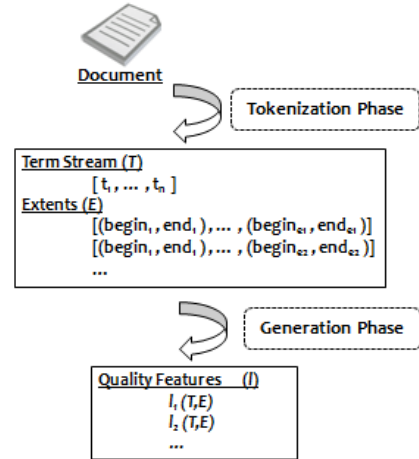 Document
Tokenization Phase
Term Stream (T)
[ t₁ , ... , tₙ ]
Extents (E)
[(begin₁ , end₁ ), ... , (beginₑ₁ , endₑ₁ )]
[(begin₁ , end₁ ), ... , (beginₑ₂ , endₑ₂ )]
...
Generation Phase
Quality Features (l)
l₁ (T,E)
l₂ (T,E)
...